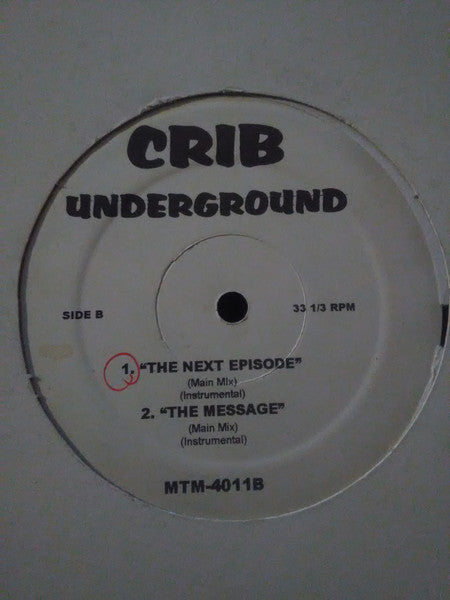 CRIB
UNDERGROUND
SIDE B
33 1/3 RPM
1. “THE NEXT EPISODE”
(Main MIx)
(Instrumental)
2. “THE MESSAGE”
(Main Mix)
(Instrumental)
MTM-4011B